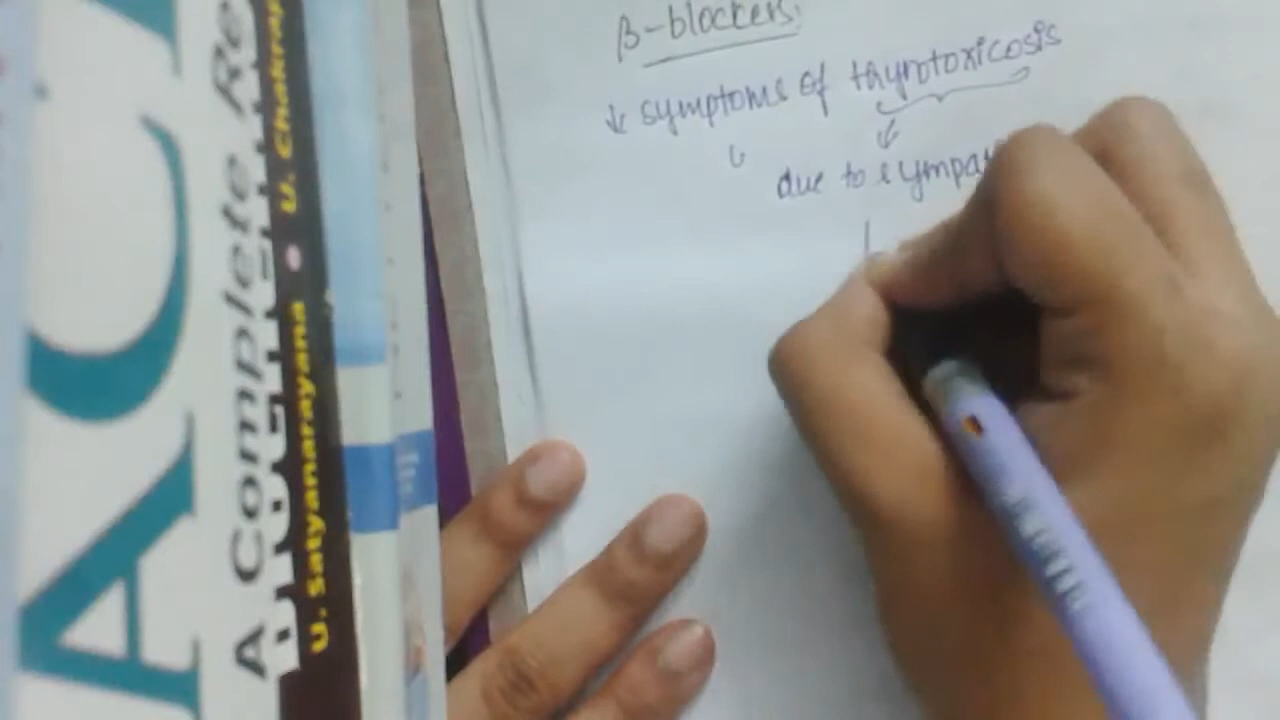 β-blockers:
↓ symptoms of thyrotoxicosis
due to sympa
A Complete Re
U. Satyanarayana • U. Chakrap